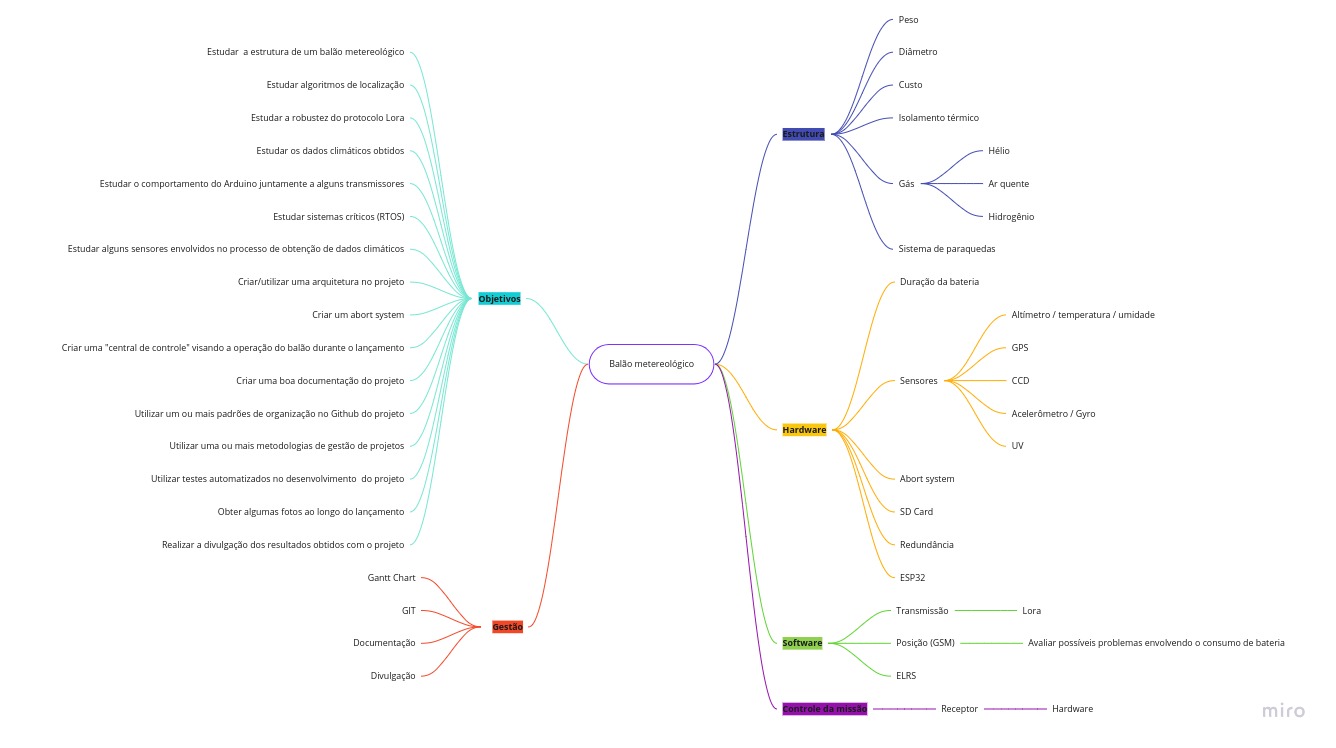 Estudar  a estrutura de um balão metereológico
Estudar algoritmos de localização
Estudar a robustez do protocolo Lora
Estudar os dados climáticos obtidos
Estudar o comportamento do Arduino juntamente a alguns transmissores
Estudar sistemas críticos (RTOS)
Estudar alguns sensores envolvidos no processo de obtenção de dados climáticos
Criar/utilizar uma arquitetura no projeto
Criar um abort system
Criar uma "central de controle" visando a operação do balão durante o lançamento
Criar uma boa documentação do projeto
Utilizar um ou mais padrões de organização no Github do projeto
Utilizar uma ou mais metodologias de gestão de projetos
Utilizar testes automatizados no desenvolvimento  do projeto
Obter algumas fotos ao longo do lançamento
Realizar a divulgação dos resultados obtidos com o projeto
Objetivos
Gantt Chart
GIT
Documentação
Divulgação
Gestão
Balão metereológico
Estrutura
Peso
Diâmetro
Custo
Isolamento térmico
Gás
Hélio
Ar quente
Hidrogênio
Sistema de paraquedas
Hardware
Duração da bateria
Sensores
Altímetro / temperatura / umidade
GPS
CCD
Acelerômetro / Gyro
UV
Abort system
SD Card
Redundância
ESP32
Software
Transmissão
Lora
Posição (GSM)
Avaliar possíveis problemas envolvendo o consumo de bateria
ELRS
Controle da missão
Receptor
Hardware
miro